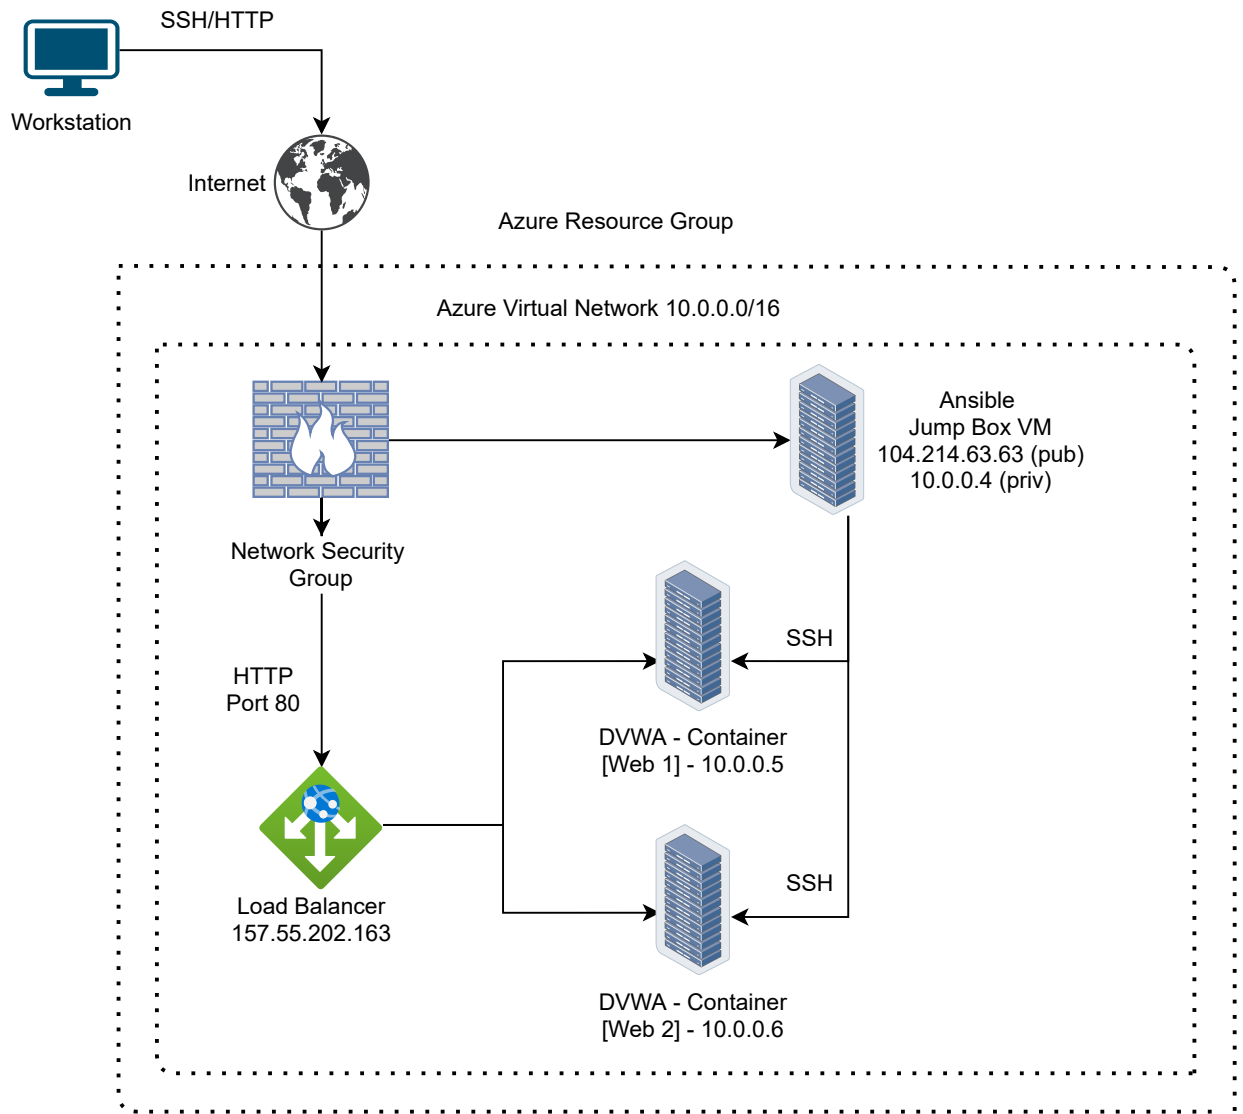 SSH/HTTP
Workstation
Internet
Azure Resource Group
Azure Virtual Network 10.0.0.0/16
Ansible
Jump Box VM
104.214.63.63 (pub)
10.0.0.4 (priv)
Network Security
Group
SSH
HTTP
Port 80
DVWA - Container
[Web 1] - 10.0.0.5
SSH
Load Balancer
157.55.202.163
DVWA - Container
[Web 2] - 10.0.0.6